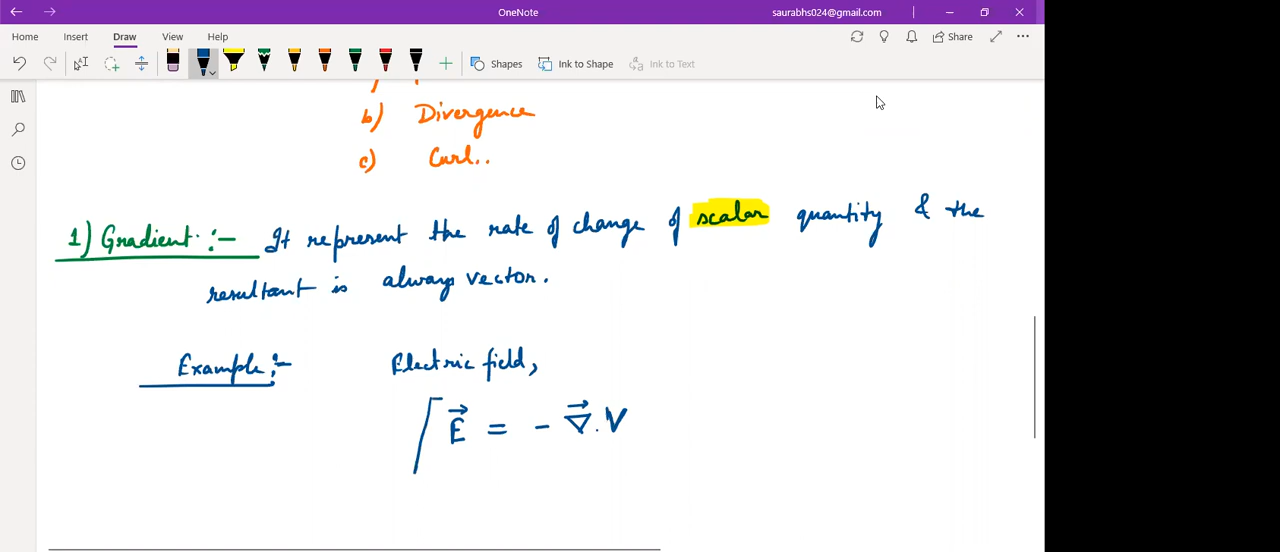 OneNote
saurabhs024@gmail.com
Home Insert Draw View Help
Share
Shapes Ink to Shape Ink to Text
b) Divergence
c) Curl..
1) Gradient :- It represent the rate of change of scalar quantity & the
resultant is always vector.
Example :- Electric field,
E⃗ = - ∇⃗ . V